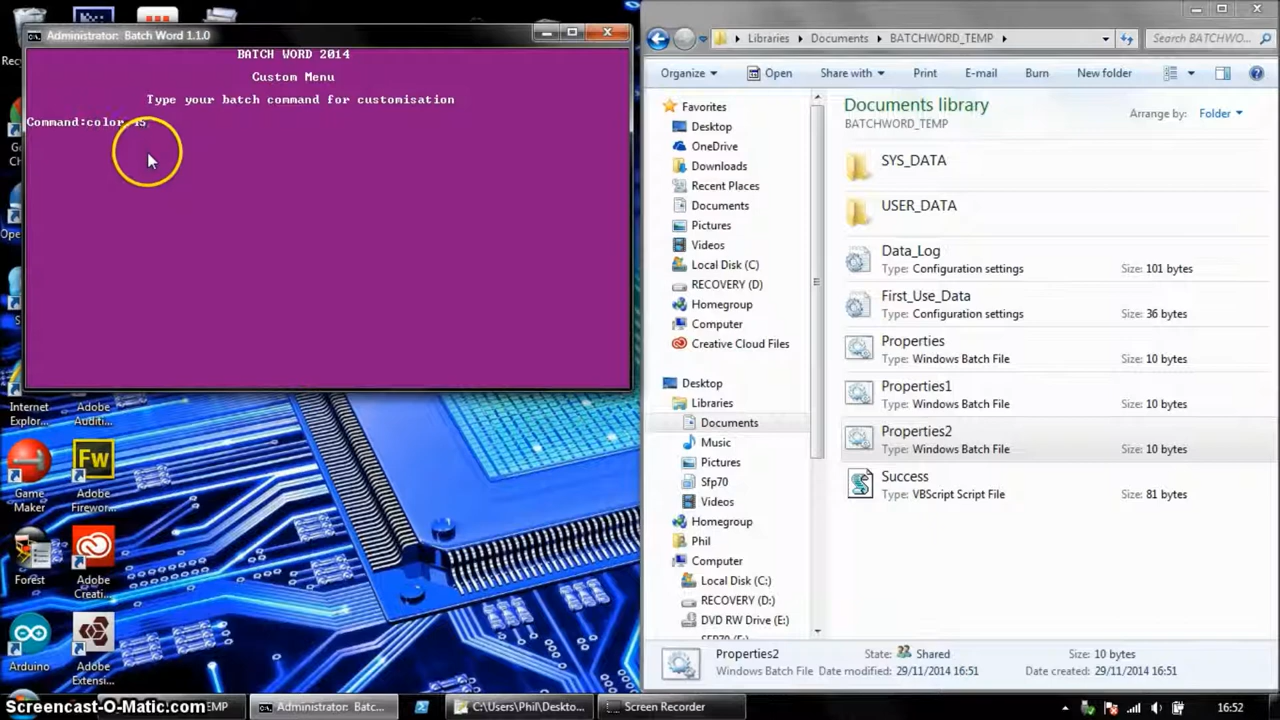 Administrator: Batch Word 1.1.0
BATCH WORD 2014
Custom Menu
Type your batch command for customisation
Command:color
Internet
Explor...
Adobe
Auditi...
Game
Maker
Adobe
Firewor...
Forest
Adobe
Creati...
Arduino
Adobe
Extensi...
Libraries
Documents
BATCHWORD_TEMP
Search BATCHWO...
Organize
Open
Share with
Print
E-mail
Burn
New folder
Favorites
Desktop
OneDrive
Downloads
Recent Places
Documents
Pictures
Videos
Local Disk (C)
RECOVERY (D)
Homegroup
Computer
Creative Cloud Files
Desktop
Libraries
Documents
Music
Pictures
Sfp70
Videos
Homegroup
Phil
Computer
Local Disk (C:)
RECOVERY (D:)
DVD RW Drive (E:)
Documents library
BATCHWORD_TEMP
Arrange by: Folder
SYS_DATA
USER_DATA
Data_Log
Type: Configuration settings Size: 101 bytes
First_Use_Data
Type: Configuration settings Size: 36 bytes
Properties
Type: Windows Batch File Size: 10 bytes
Properties1
Type: Windows Batch File Size: 10 bytes
Properties2
Type: Windows Batch File Size: 10 bytes
Success
Type: VBScript Script File Size: 81 bytes
Properties2 State: Shared Size: 10 bytes
Windows Batch File Date modified: 29/11/2014 16:51 Date created: 29/11/2014 16:51
Screencast-O-Matic.com
Administrator: Batc...
C:\Users\Phil\Deskto...
Screen Recorder
16:52